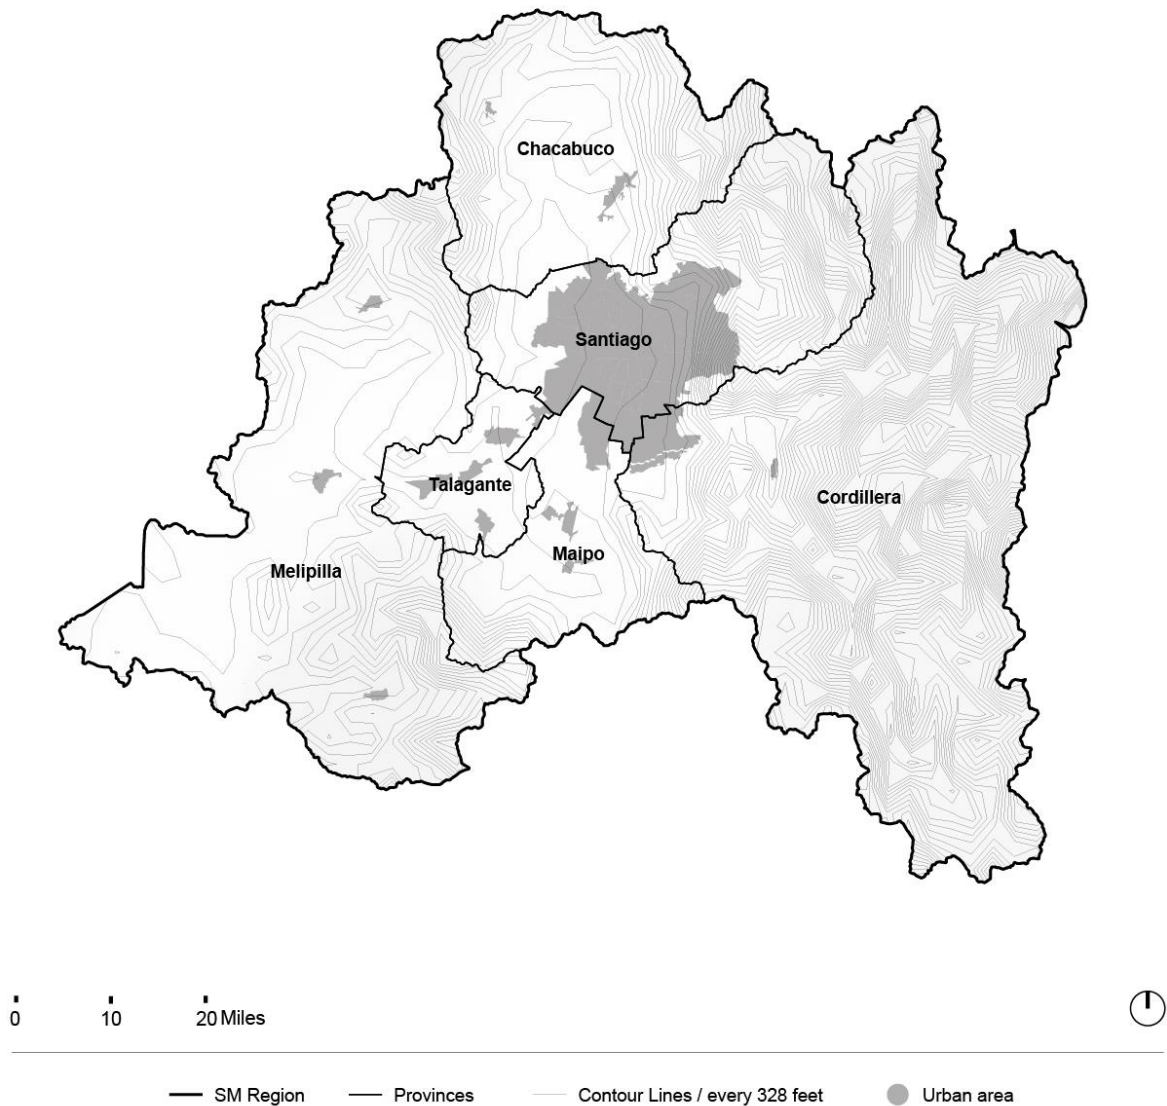 Chacabuco
Santiago
Talagante
Cordillera
Maipo
Melipilla
0 10 20 Miles
SM Region Provinces Contour Lines / every 328 feet Urban area